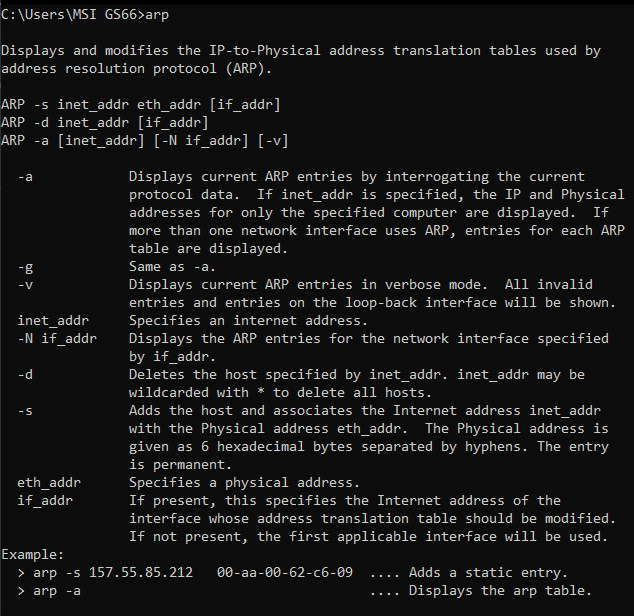 C:\Users\MSI GS66>arp
Displays and modifies the IP-to-Physical address translation tables used by
address resolution protocol (ARP).
ARP -s inet_addr eth_addr [if_addr]
ARP -d inet_addr [if_addr]
ARP -a [inet_addr] [-N if_addr] [-v]
  -a            Displays current ARP entries by interrogating the current
                protocol data.  If inet_addr is specified, the IP and Physical
                addresses for only the specified computer are displayed.  If
                more than one network interface uses ARP, entries for each ARP
                table are displayed.
  -g            Same as -a.
  -v            Displays current ARP entries in verbose mode.  All invalid
                entries and entries on the loop-back interface will be shown.
  inet_addr     Specifies an internet address.
  -N if_addr    Displays the ARP entries for the network interface specified
                by if_addr.
  -d            Deletes the host specified by inet_addr. inet_addr may be
                wildcarded with * to delete all hosts.
  -s            Adds the host and associates the Internet address inet_addr
                with the Physical address eth_addr.  The Physical address is
                given as 6 hexadecimal bytes separated by hyphens. The entry
                is permanent.
  eth_addr      Specifies a physical address.
  if_addr       If present, this specifies the Internet address of the
                interface whose address translation table should be modified.
                If not present, the first applicable interface will be used.
Example:
  > arp -s 157.55.85.212   00-aa-00-62-c6-09  .... Adds a static entry.
  > arp -a                                    .... Displays the arp table.